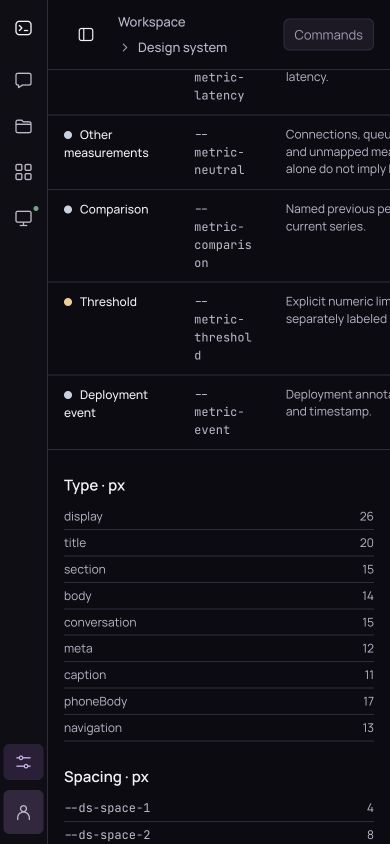 Workspace
Design system
Commands
metric-
latency
latency.
Other
measurements
--
metric-
neutral
Connections, queu
and unmapped mea
alone do not imply
Comparison
--
metric-
comparis
on
Named previous pe
current series.
Threshold
--
metric-
threshol
d
Explicit numeric lim
separately labeled
Deployment
event
--
metric-
event
Deployment annota
and timestamp.
Type · px
display 26
title 20
section 15
body 14
conversation 15
meta 12
caption 11
phoneBody 17
navigation 13
Spacing · px
--ds-space-1 4
--ds-space-2 8